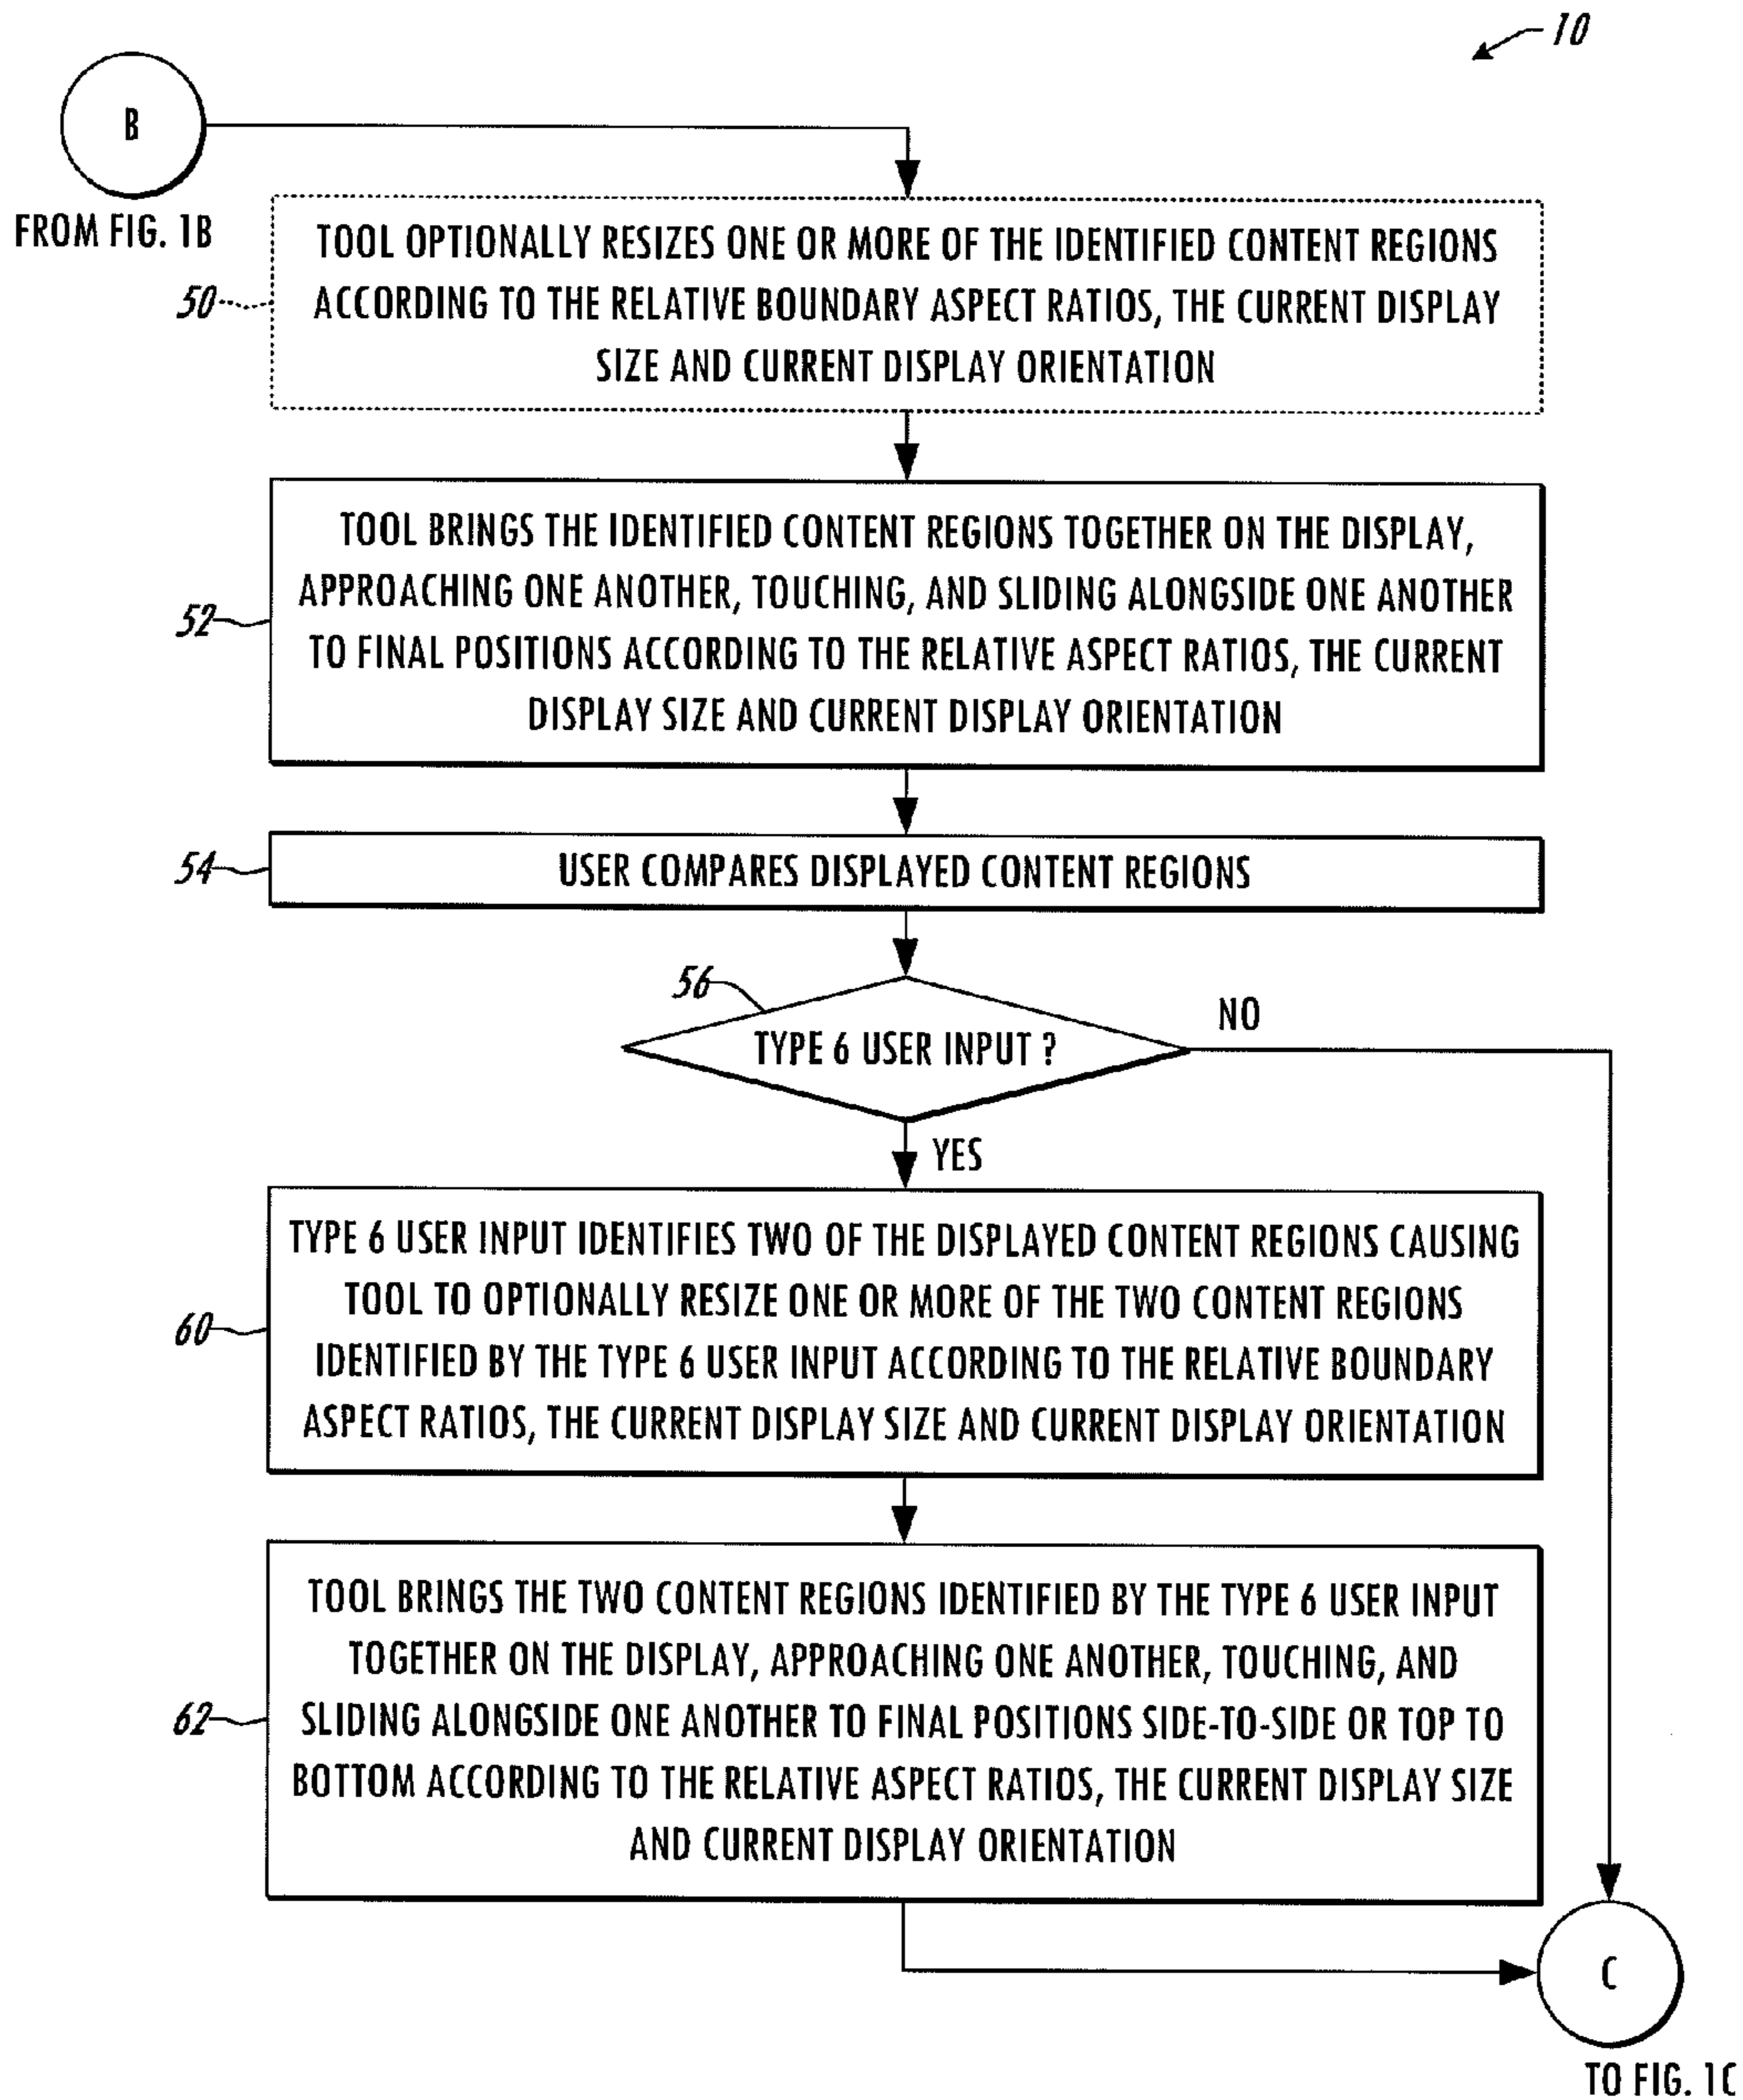 10
B
FROM FIG. 1B
50
TOOL OPTIONALLY RESIZES ONE OR MORE OF THE IDENTIFIED CONTENT REGIONS
ACCORDING TO THE RELATIVE BOUNDARY ASPECT RATIOS, THE CURRENT DISPLAY
SIZE AND CURRENT DISPLAY ORIENTATION
52
TOOL BRINGS THE IDENTIFIED CONTENT REGIONS TOGETHER ON THE DISPLAY,
APPROACHING ONE ANOTHER, TOUCHING, AND SLIDING ALONGSIDE ONE ANOTHER
TO FINAL POSITIONS ACCORDING TO THE RELATIVE ASPECT RATIOS, THE CURRENT
DISPLAY SIZE AND CURRENT DISPLAY ORIENTATION
54
USER COMPARES DISPLAYED CONTENT REGIONS
56
TYPE 6 USER INPUT ?
NO
YES
60
TYPE 6 USER INPUT IDENTIFIES TWO OF THE DISPLAYED CONTENT REGIONS CAUSING
TOOL TO OPTIONALLY RESIZE ONE OR MORE OF THE TWO CONTENT REGIONS
IDENTIFIED BY THE TYPE 6 USER INPUT ACCORDING TO THE RELATIVE BOUNDARY
ASPECT RATIOS, THE CURRENT DISPLAY SIZE AND CURRENT DISPLAY ORIENTATION
62
TOOL BRINGS THE TWO CONTENT REGIONS IDENTIFIED BY THE TYPE 6 USER INPUT
TOGETHER ON THE DISPLAY, APPROACHING ONE ANOTHER, TOUCHING, AND
SLIDING ALONGSIDE ONE ANOTHER TO FINAL POSITIONS SIDE-TO-SIDE OR TOP TO
BOTTOM ACCORDING TO THE RELATIVE ASPECT RATIOS, THE CURRENT DISPLAY SIZE
AND CURRENT DISPLAY ORIENTATION
C
TO FIG. 1C